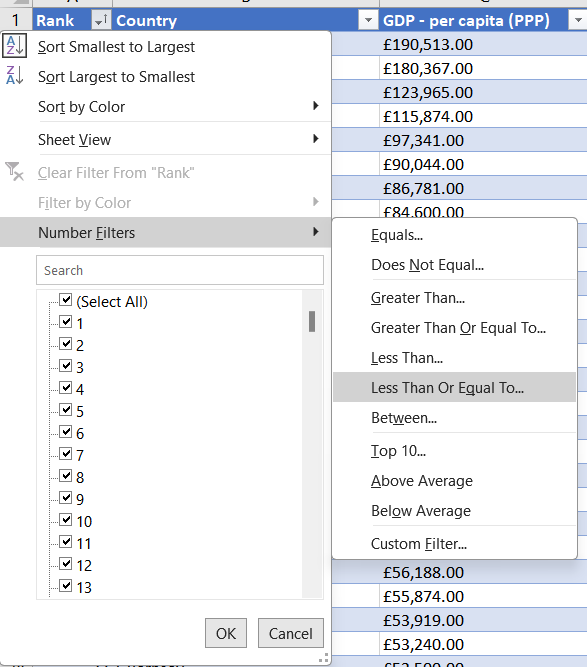 1 Rank Country GDP - per capita (PPP)
Sort Smallest to Largest
Sort Largest to Smallest
Sort by Color
Sheet View
Clear Filter From "Rank"
Filter by Color
Number Filters
Search
(Select All)
1
2
3
4
5
6
7
8
9
10
11
12
13
OK Cancel
Equals...
Does Not Equal...
Greater Than...
Greater Than Or Equal To...
Less Than...
Less Than Or Equal To...
Between...
Top 10...
Above Average
Below Average
Custom Filter...
£190,513.00
£180,367.00
£123,965.00
£115,874.00
£97,341.00
£90,044.00
£86,781.00
£84,600.00
£56,188.00
£55,874.00
£53,919.00
£53,240.00